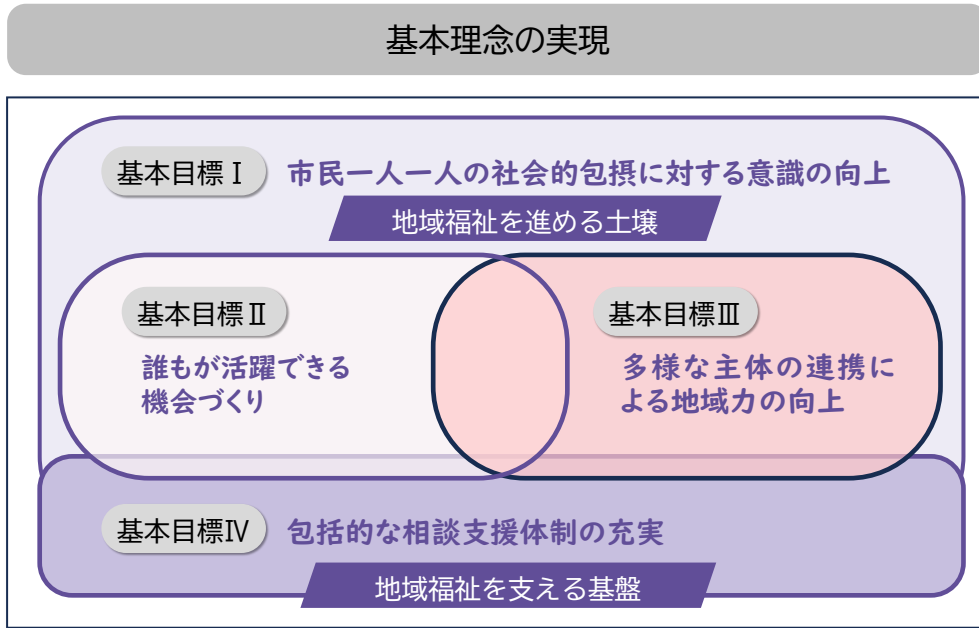 基本理念の実現
基本目標Ⅰ
市民一人一人の社会的包摂に対する意識の向上
地域福祉を進める土壌
基本目標Ⅱ
誰もが活躍できる
機会づくり
基本目標Ⅲ
多様な主体の連携に
よる地域力の向上
基本目標Ⅳ
包括的な相談支援体制の充実
地域福祉を支える基盤